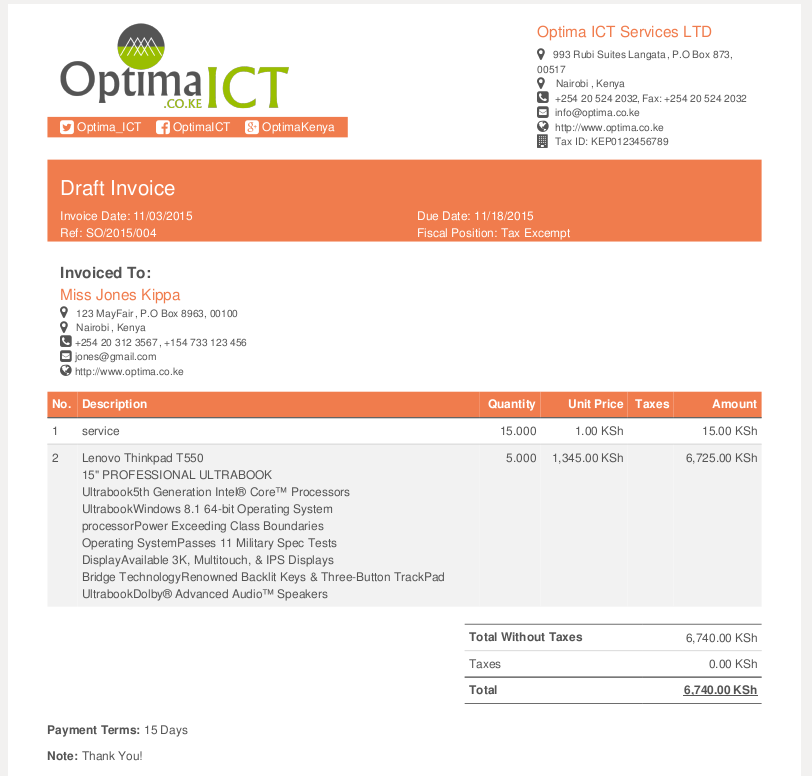 Optima ICT
.CO.KE
Optima_ICT OptimaICT OptimaKenya
Optima ICT Services LTD
993 Rubi Suites Langata, P.O Box 873,
00517
Nairobi , Kenya
+254 20 524 2032, Fax: +254 20 524 2032
info@optima.co.ke
http://www.optima.co.ke
Tax ID: KEP0123456789
Draft Invoice
Invoice Date: 11/03/2015 Due Date: 11/18/2015
Ref: SO/2015/004 Fiscal Position: Tax Excempt
Invoiced To:
Miss Jones Kippa
123 MayFair , P.O Box 8963, 00100
Nairobi , Kenya
+254 20 312 3567 , +154 733 123 456
jones@gmail.com
http://www.optima.co.ke
No. Description Quantity Unit Price Taxes Amount
1 service 15.000 1.00 KSh 15.00 KSh
2 Lenovo Thinkpad T550 5.000 1,345.00 KSh 6,725.00 KSh
15" PROFESSIONAL ULTRABOOK
Ultrabook5th Generation Intel® Core™ Processors
UltrabookWindows 8.1 64-bit Operating System
processorPower Exceeding Class Boundaries
Operating SystemPasses 11 Military Spec Tests
DisplayAvailable 3K, Multitouch, & IPS Displays
Bridge TechnologyRenowned Backlit Keys & Three-Button TrackPad
UltrabookDolby® Advanced Audio™ Speakers
Total Without Taxes 6,740.00 KSh
Taxes 0.00 KSh
Total 6,740.00 KSh
Payment Terms: 15 Days
Note: Thank You!